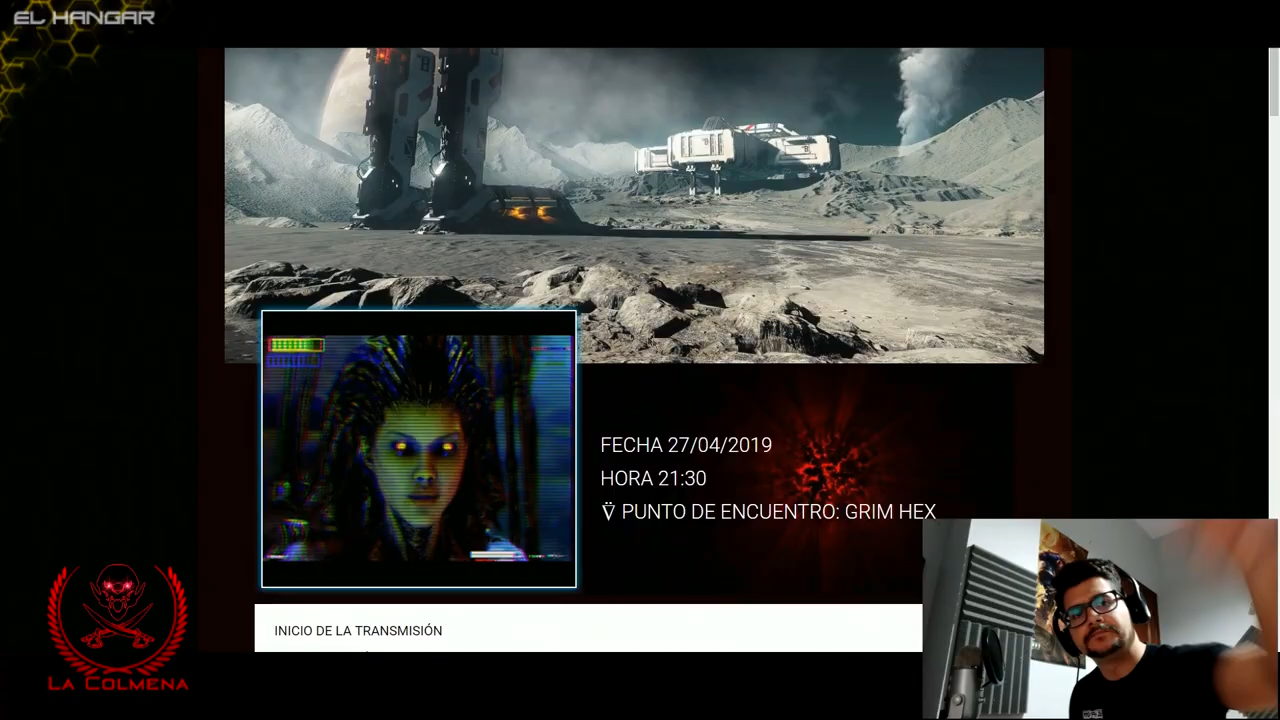 EL HANGAR
FECHA 27/04/2019
HORA 21:30
PUNTO DE ENCUENTRO: GRIM HEX
INICIO DE LA TRANSMISIÓN
LA COLMENA